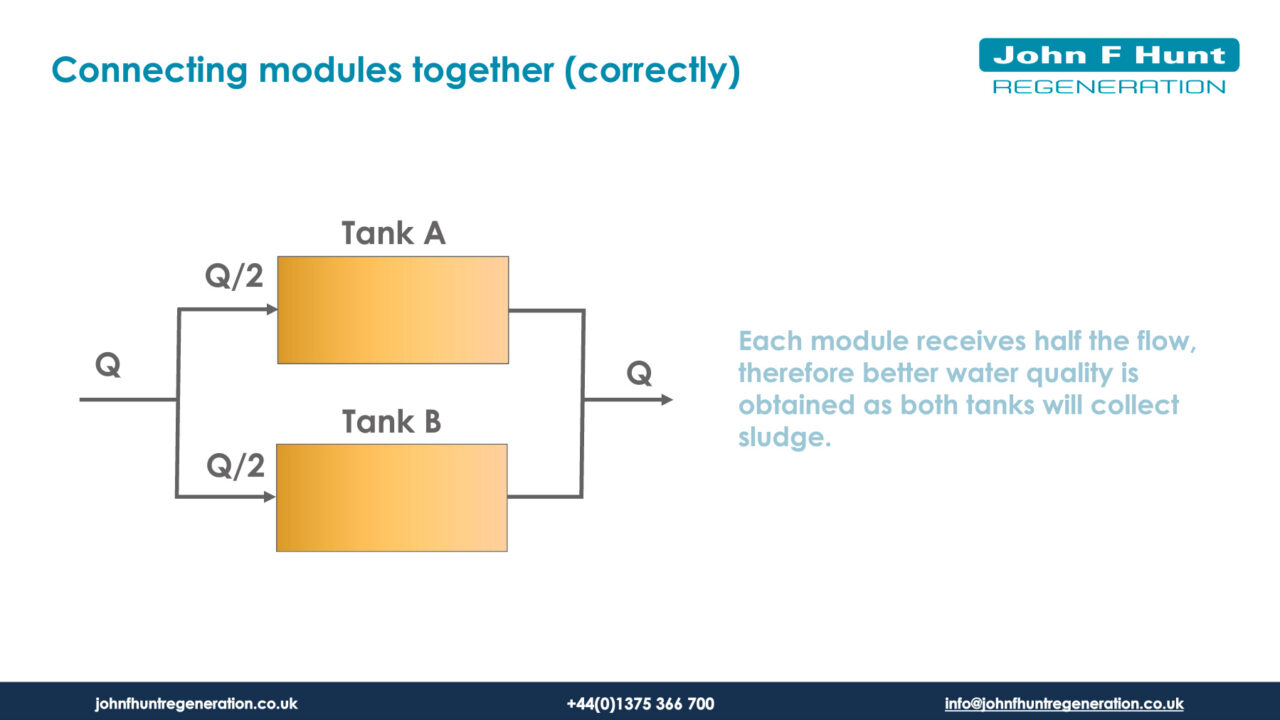 Connecting modules together (correctly)
John F Hunt
REGENERATION
Tank A
Q/2
Q
Q
Tank B
Q/2
Each module receives half the flow,
therefore better water quality is
obtained as both tanks will collect
sludge.
johnfhuntregeneration.co.uk
+44(0)1375 366 700
info@johnfhuntregeneration.co.uk